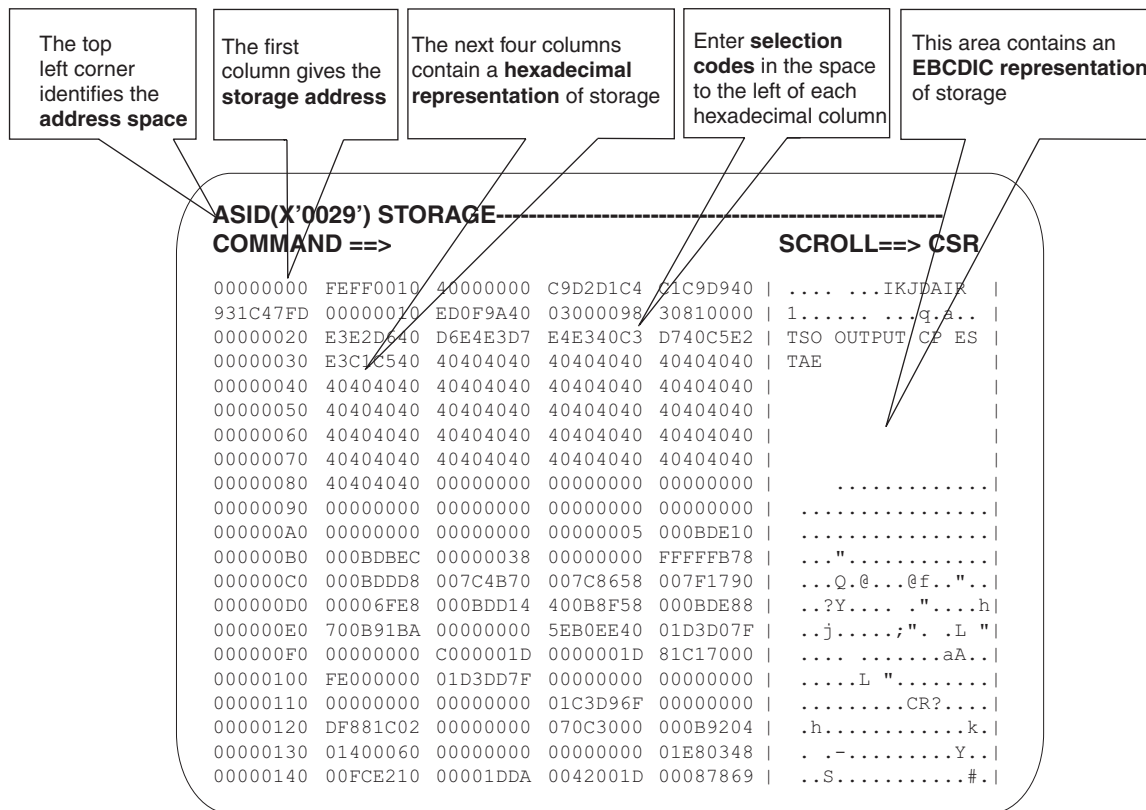 The top
left corner
identifies the
address space
The first
column gives the
storage address
The next four columns
contain a hexadecimal
representation of storage
Enter selection
codes in the space
to the left of each
hexadecimal column
This area contains an
EBCDIC representation
of storage
ASID(X'0029') STORAGE-------------------------------------------------------
COMMAND ==> SCROLL==> CSR
00000000 FEFF0010 40000000 C9D2D1C4 C1C9D940 | .... ...IKJDAIR |
931C47FD 00000010 ED0F9A40 03000098 30810000 | l...... ...q.a.. |
00000020 E3E2D640 D6E4E3D7 E4E340C3 D740C5E2 | TSO OUTPUT CP ES |
00000030 E3C1C540 40404040 40404040 40404040 | TAE |
00000040 40404040 40404040 40404040 40404040 | |
00000050 40404040 40404040 40404040 40404040 | |
00000060 40404040 40404040 40404040 40404040 | |
00000070 40404040 40404040 40404040 40404040 | |
00000080 40404040 00000000 00000000 00000000 | .............|
00000090 00000000 00000000 00000000 00000000 | ................|
000000A0 00000000 00000000 00000005 000BDE10 | ................|
000000B0 000BDBEC 00000038 00000000 FFFFFB78 | ..."............|
000000C0 000BDDD8 007C4B70 007C8658 007F1790 | ...Q.@...@f.."..|
000000D0 00006FE8 000BDD14 400B8F58 000BDE88 | ..?Y.... ."....h|
000000E0 700B91BA 00000000 5EB0EE40 01D3D07F | ..j.....;". .L "|
000000F0 00000000 C000001D 0000001D 81C17000 | .... .......aA..|
00000100 FE000000 01D3DD7F 00000000 00000000 | .....L "........|
00000110 00000000 00000000 01C3D96F 00000000 | .........CR?....|
00000120 DF881C02 00000000 070C3000 000B9204 | .h............k.|
00000130 01400060 00000000 00000000 01E80348 | . .-.........Y..|
00000140 00FCE210 00001DDA 0042001D 00087869 | ..S...........#.|